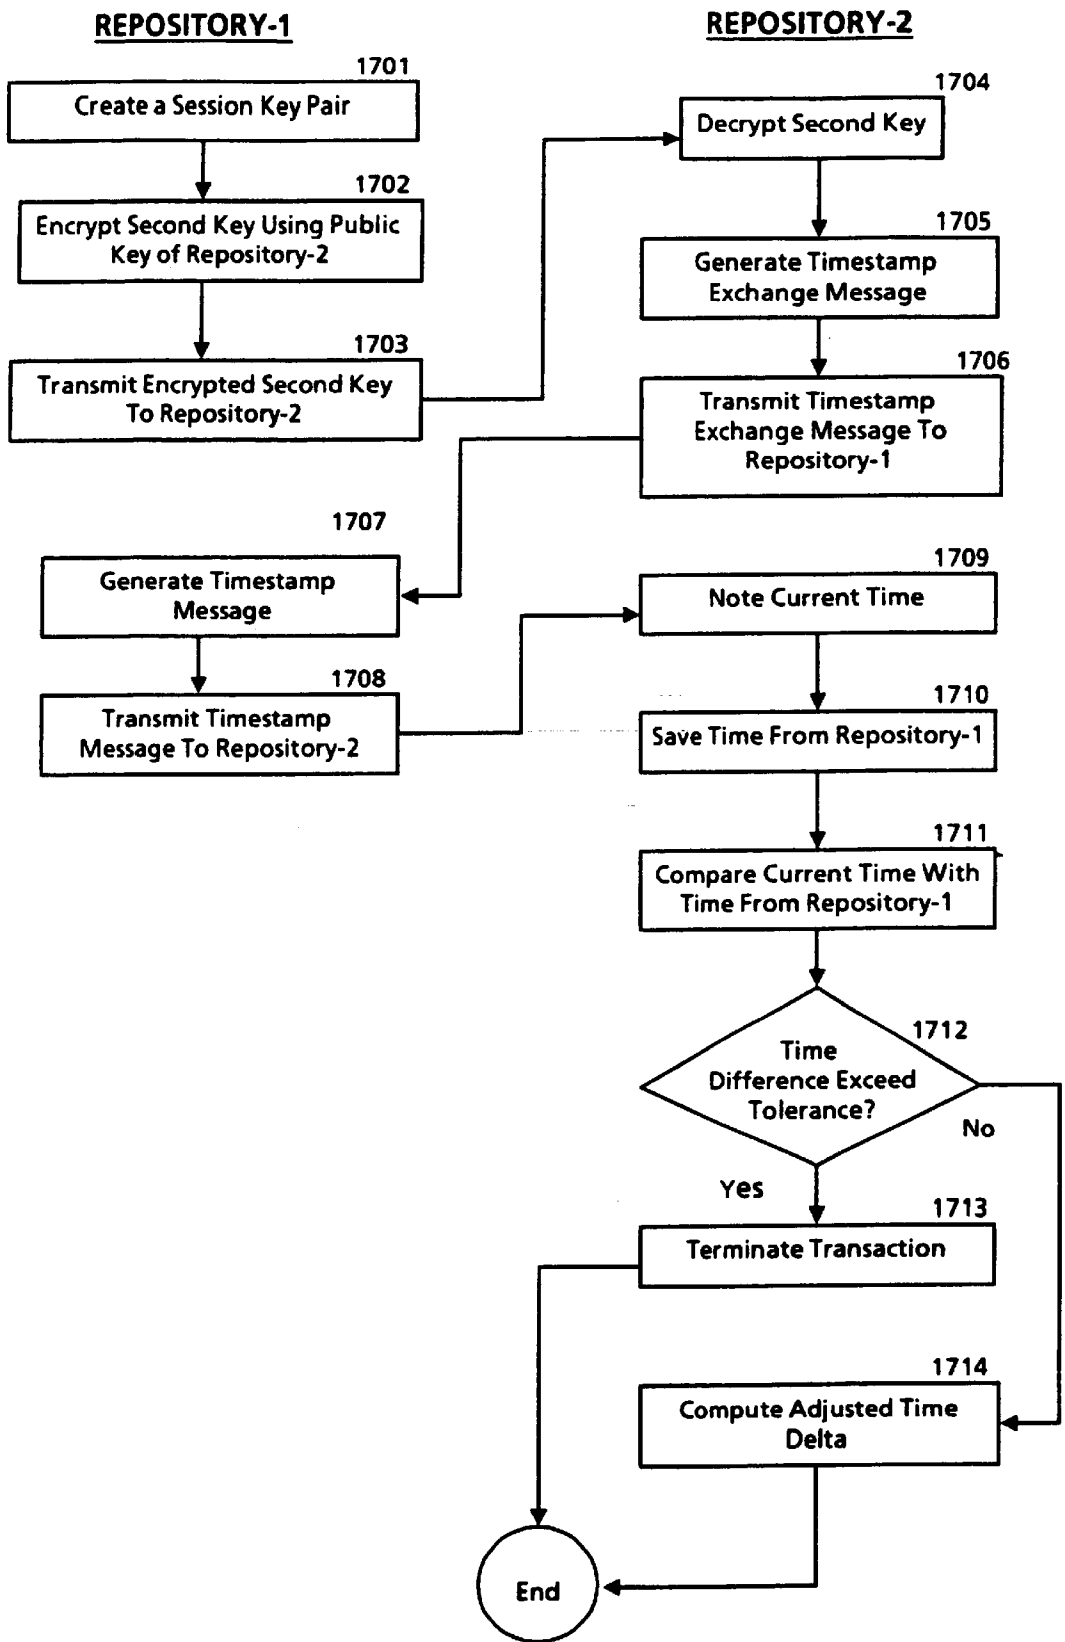 REPOSITORY-1
REPOSITORY-2
1701
Create a Session Key Pair
1702
Encrypt Second Key Using Public
Key of Repository-2
1703
Transmit Encrypted Second Key
To Repository-2
1704
Decrypt Second Key
1705
Generate Timestamp
Exchange Message
1706
Transmit Timestamp
Exchange Message To
Repository-1
1707
Generate Timestamp
Message
1708
Transmit Timestamp
Message To Repository-2
1709
Note Current Time
1710
Save Time From Repository-1
1711
Compare Current Time With
Time From Repository-1
1712
Time
Difference Exceed
Tolerance?
No
Yes
1713
Terminate Transaction
1714
Compute Adjusted Time
Delta
End